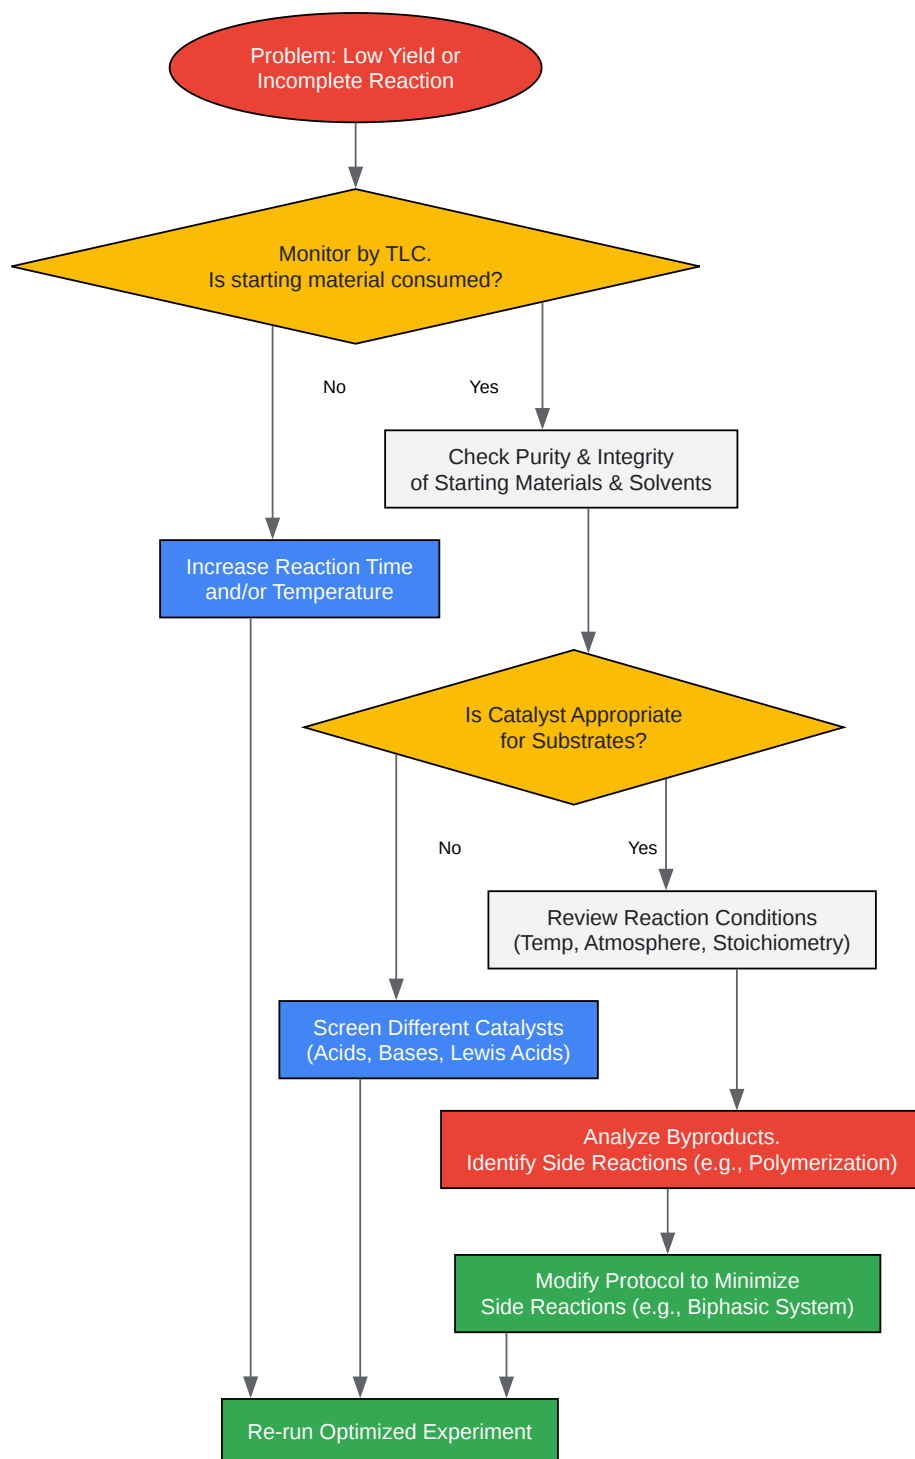 Problem: Low Yield or
Incomplete Reaction
Monitor by TLC.
Is starting material consumed?
No
Yes
Check Purity & Integrity
of Starting Materials & Solvents
Increase Reaction Time
and/or Temperature
Is Catalyst Appropriate
for Substrates?
No
Yes
Review Reaction Conditions
(Temp, Atmosphere, Stoichiometry)
Screen Different Catalysts
(Acids, Bases, Lewis Acids)
Analyze Byproducts.
Identify Side Reactions (e.g., Polymerization)
Modify Protocol to Minimize
Side Reactions (e.g., Biphasic System)
Re-run Optimized Experiment